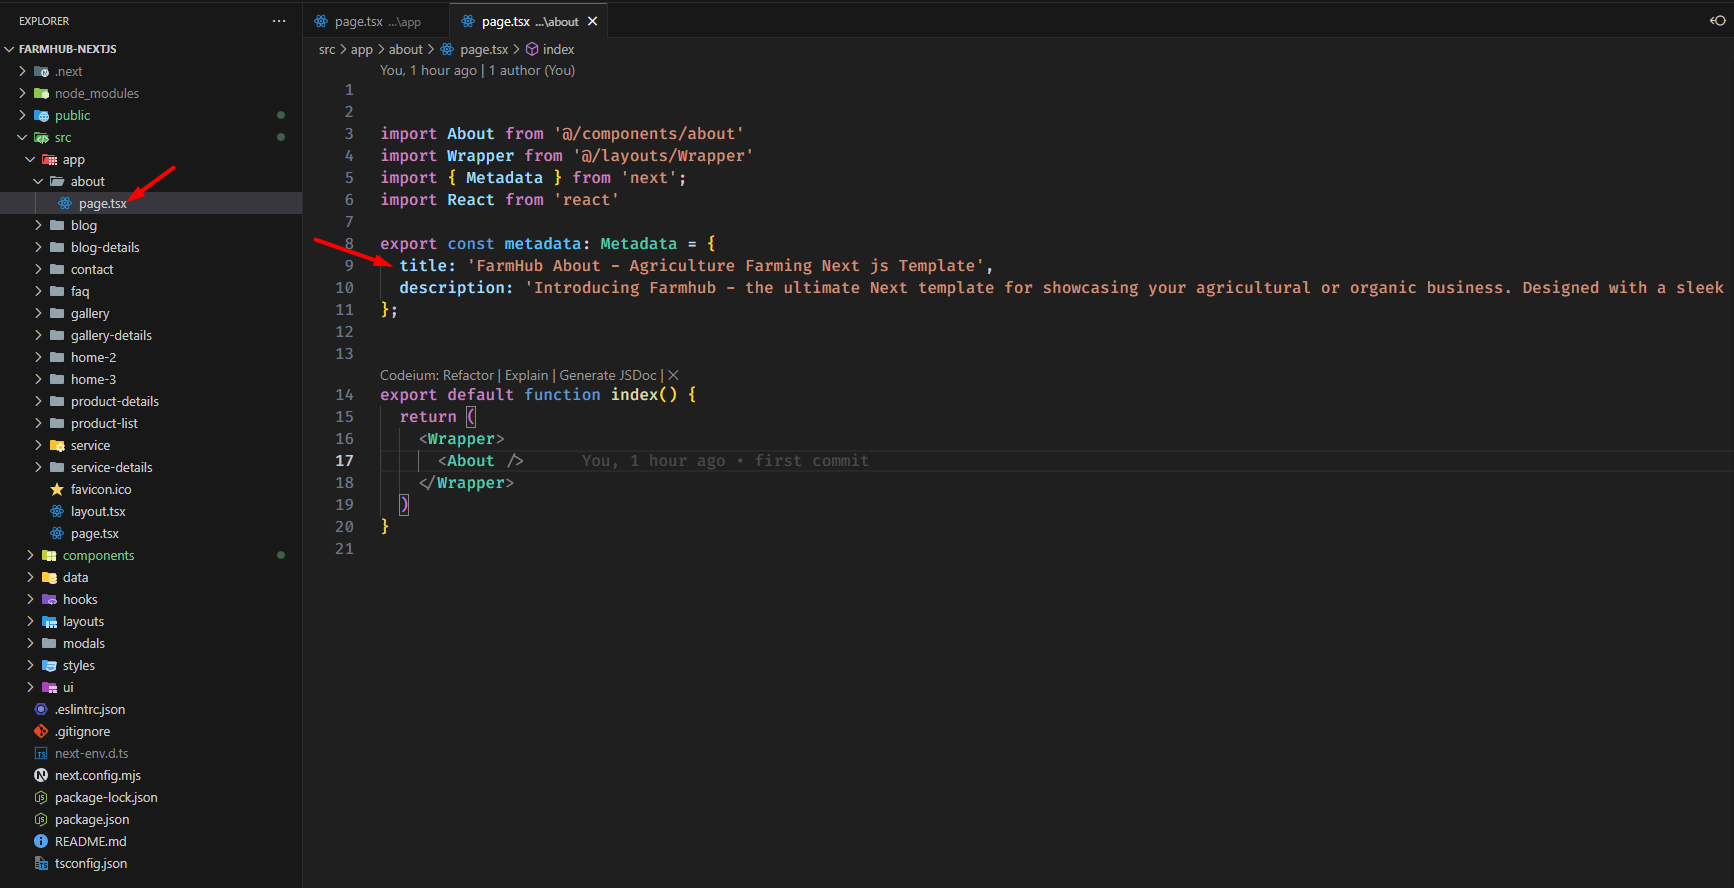 EXPLORER
FARMHUB-NEXTJS
.next
node_modules
public
src
app
about
page.tsx
blog
blog-details
contact
faq
gallery
gallery-details
home-2
home-3
product-details
product-list
service
service-details
favicon.ico
layout.tsx
page.tsx
components
data
hooks
layouts
modals
styles
ui
.eslintrc.json
.gitignore
next-env.d.ts
next.config.mjs
package-lock.json
package.json
README.md
tsconfig.json
page.tsx ...\app
page.tsx ...\about
src > app > about > page.tsx > index
You, 1 hour ago | 1 author (You)
1
2
3 import About from '@/components/about'
4 import Wrapper from '@/layouts/Wrapper'
5 import { Metadata } from 'next';
6 import React from 'react'
7
8 export const metadata: Metadata = {
9 title: 'FarmHub About - Agriculture Farming Next js Template',
10 description: 'Introducing Farmhub - the ultimate Next template for showcasing your agricultural or organic business. Designed with a sleek
11 };
12
13
Codeium: Refactor | Explain | Generate JSDoc | X
14 export default function index() {
15 return (
16 <Wrapper>
17 <About /> You, 1 hour ago • first commit
18 </Wrapper>
19 )
20 }
21